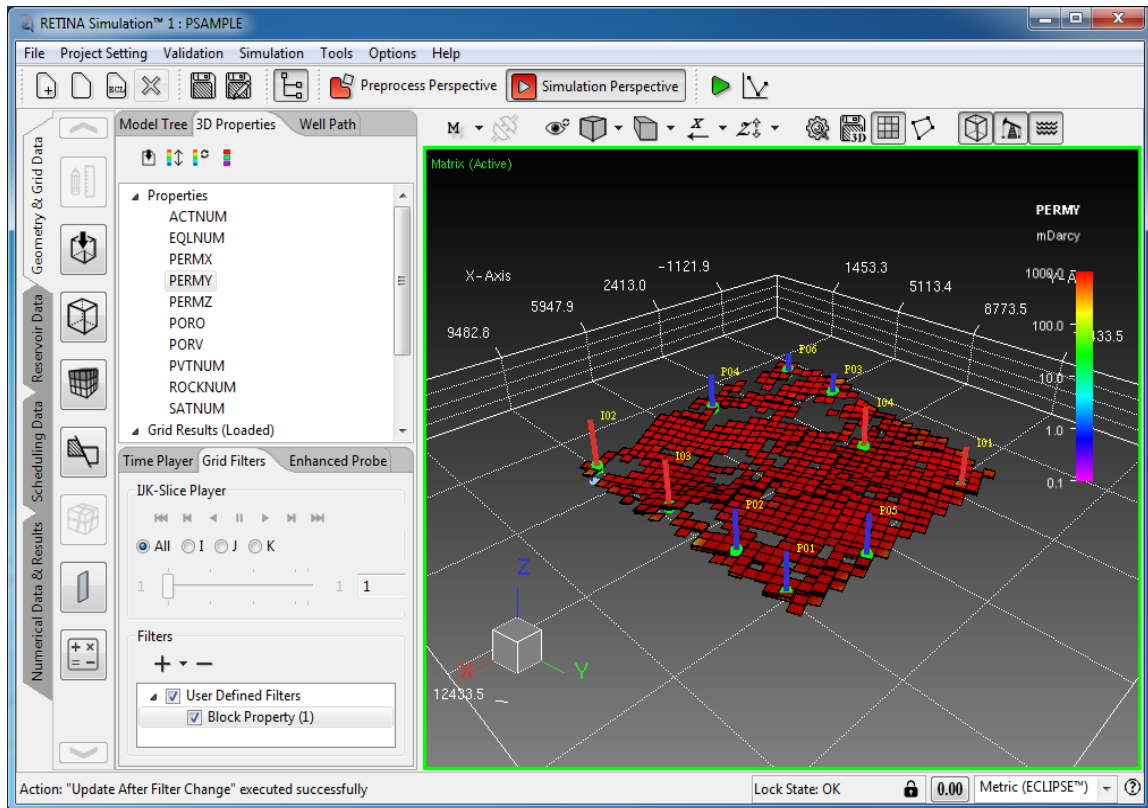 RETINA Simulation™ 1 : PSAMPLE
File Project Setting Validation Simulation Tools Options Help
ECL Preprocess Perspective Simulation Perspective
Geometry & Grid Data
Reservoir Data
Scheduling Data
Numerical Data & Results
Model Tree 3D Properties Well Path
Properties
ACTNUM
EQLNUM
PERMX
PERMY
PERMZ
PORO
PORV
PVTNUM
ROCKNUM
SATNUM
Grid Results (Loaded)
Time Player Grid Filters Enhanced Probe
IJK-Slice Player
All I J K
1 1 1
Filters
User Defined Filters
Block Property (1)
M X Z 3D
Matrix (Active)
PERMY
mDarcy
1000.0
100.0
10.0
1.0
0.1
X-Axis
-1121.9
2413.0
5947.9
9482.8
1453.3
5113.4
8773.5
33.5
12433.5
P06
P04
P03
I02
I04
I03
I01
P02
P05
P01
Z
X
Y
Action: "Update After Filter Change" executed successfully
Lock State: OK 0.00 Metric (ECLIPSE™)